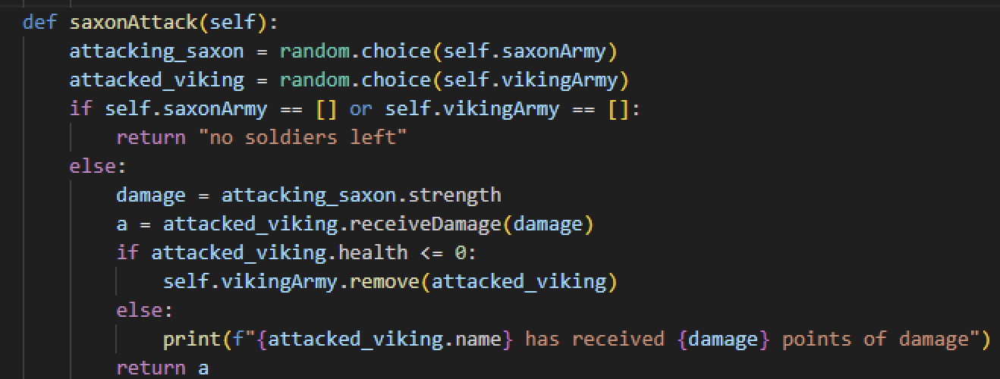 def saxonAttack(self):
    attacking_saxon = random.choice(self.saxonArmy)
    attacked_viking = random.choice(self.vikingArmy)
    if self.saxonArmy == [] or self.vikingArmy == []:
        return "no soldiers left"
    else:
        damage = attacking_saxon.strength
        a = attacked_viking.receiveDamage(damage)
        if attacked_viking.health <= 0:
            self.vikingArmy.remove(attacked_viking)
        else:
            print(f"{attacked_viking.name} has received {damage} points of damage")
        return a